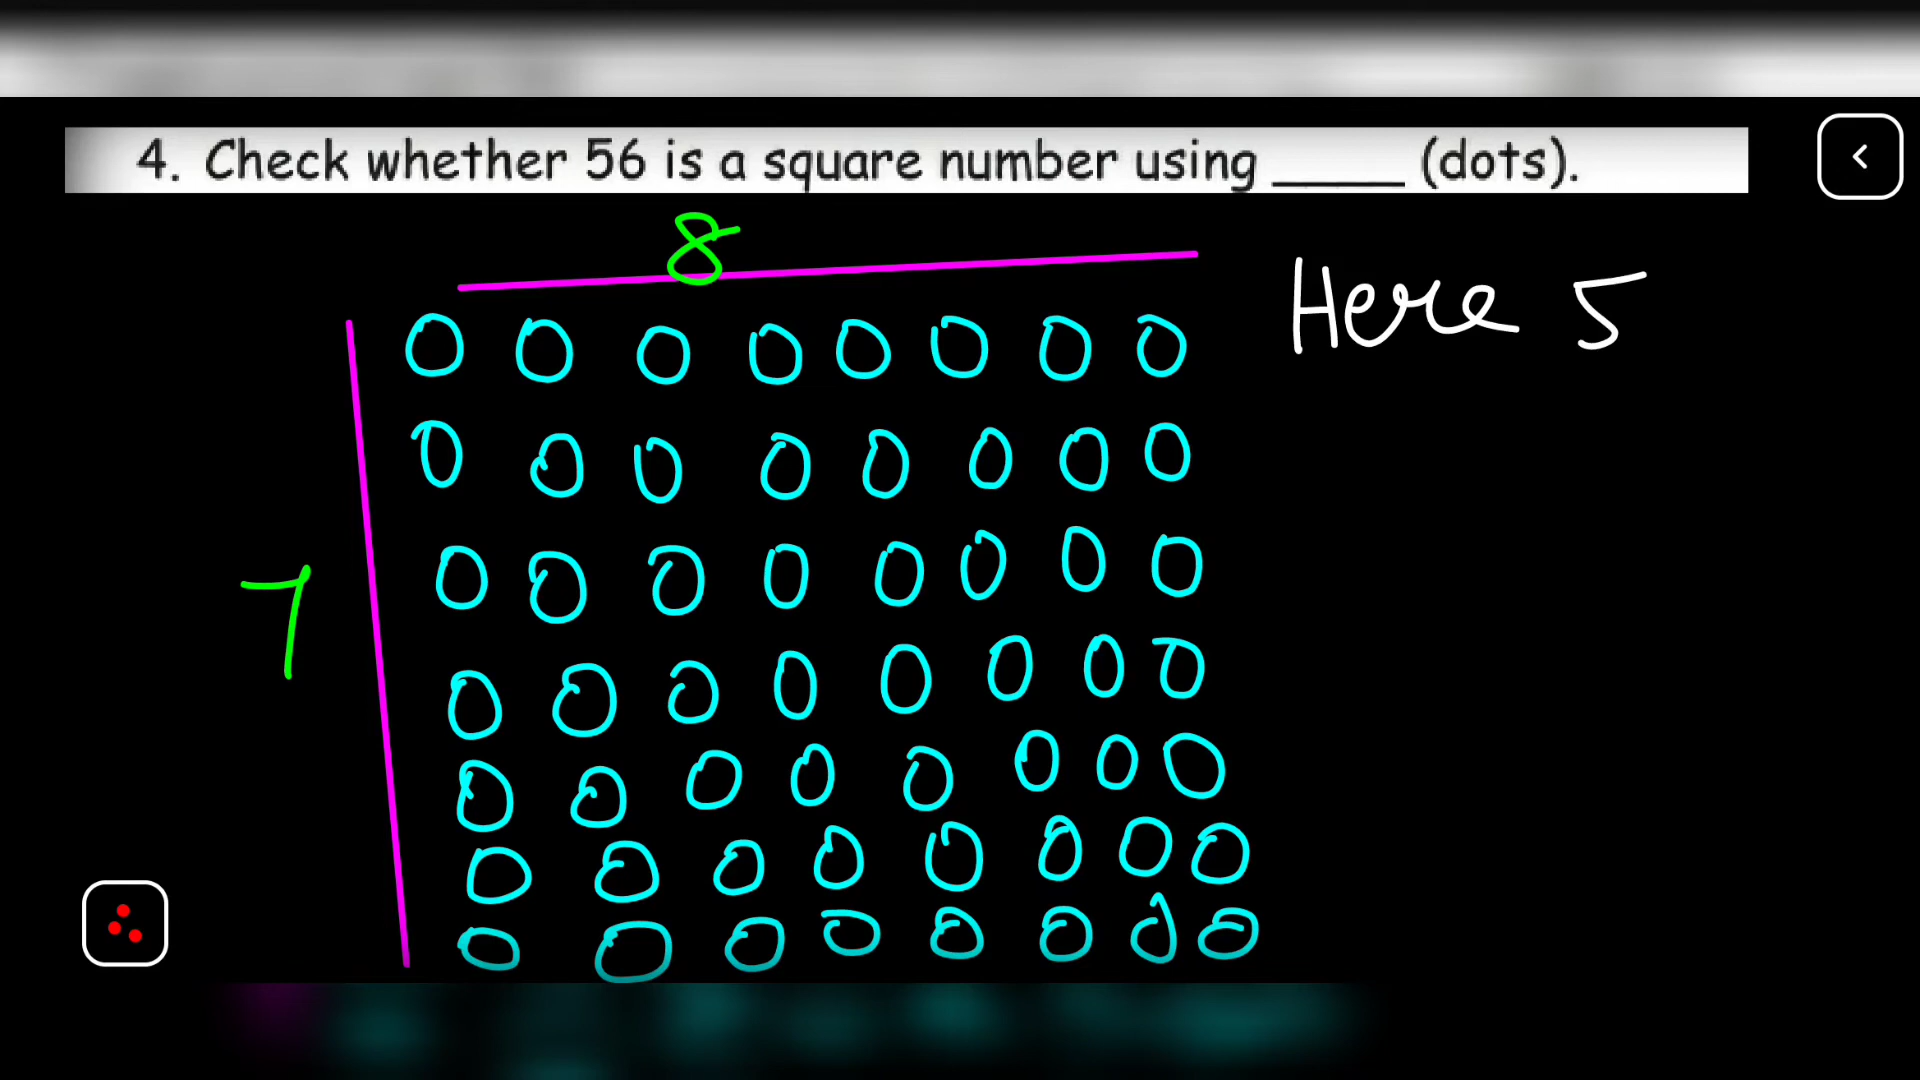 4. Check whether 56 is a square number using _____ (dots).
8
Here 5
7